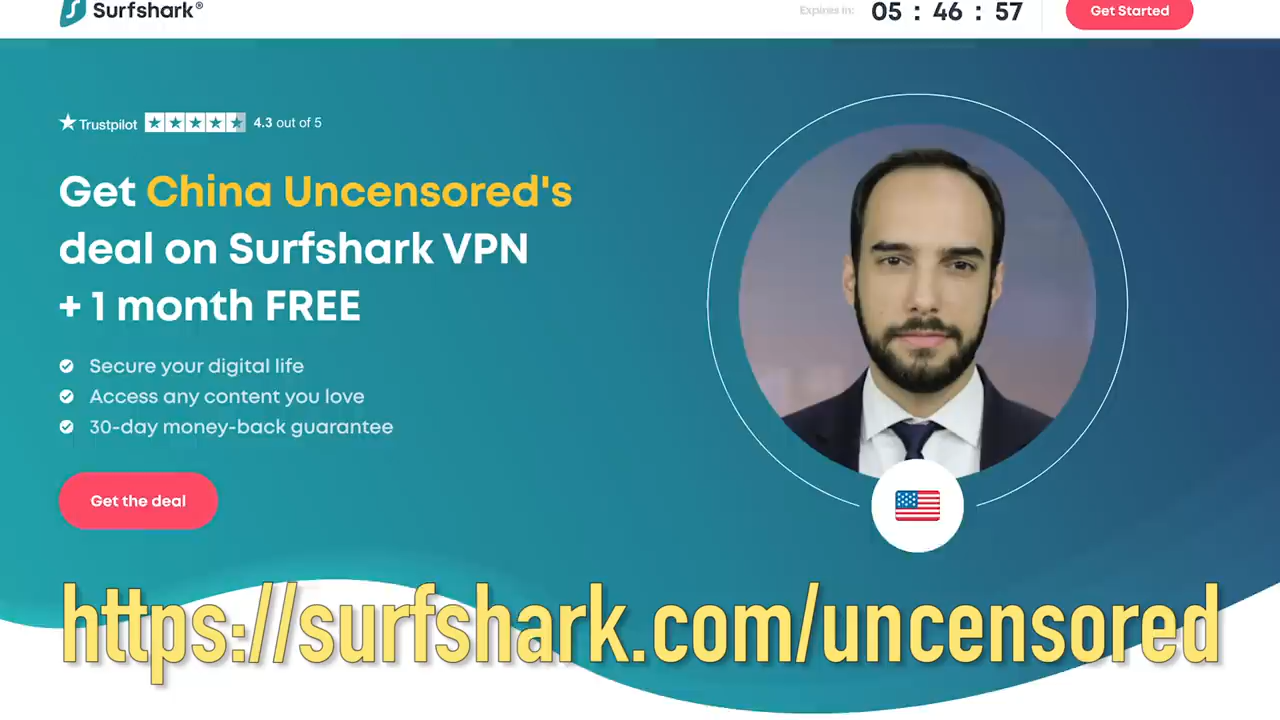 Surfshark®
Expires in: 05 : 46 : 57
Get Started
Trustpilot 4.3 out of 5
Get China Uncensored's
deal on Surfshark VPN
+ 1 month FREE
Secure your digital life
Access any content you love
30-day money-back guarantee
Get the deal
https://surfshark.com/uncensored